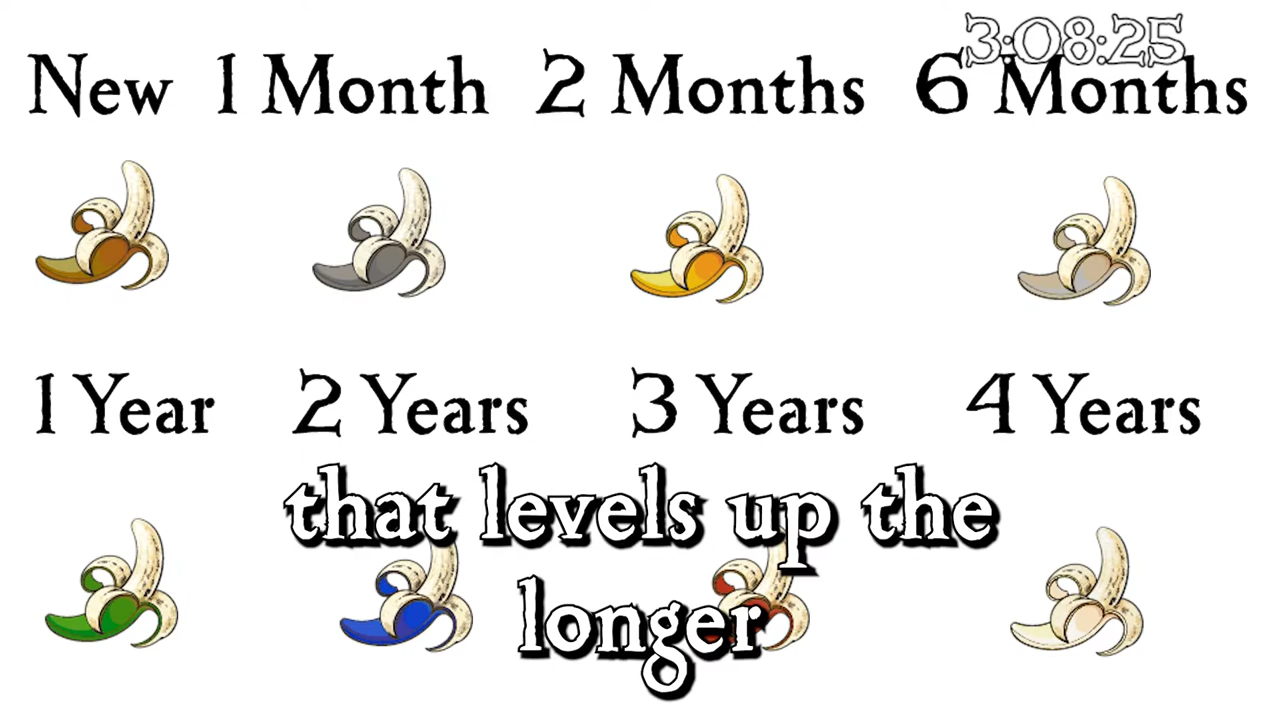 3:08:25
New 1 Month 2 Months 6 Months
1 Year 2 Years 3 Years 4 Years
that levels up the
longer